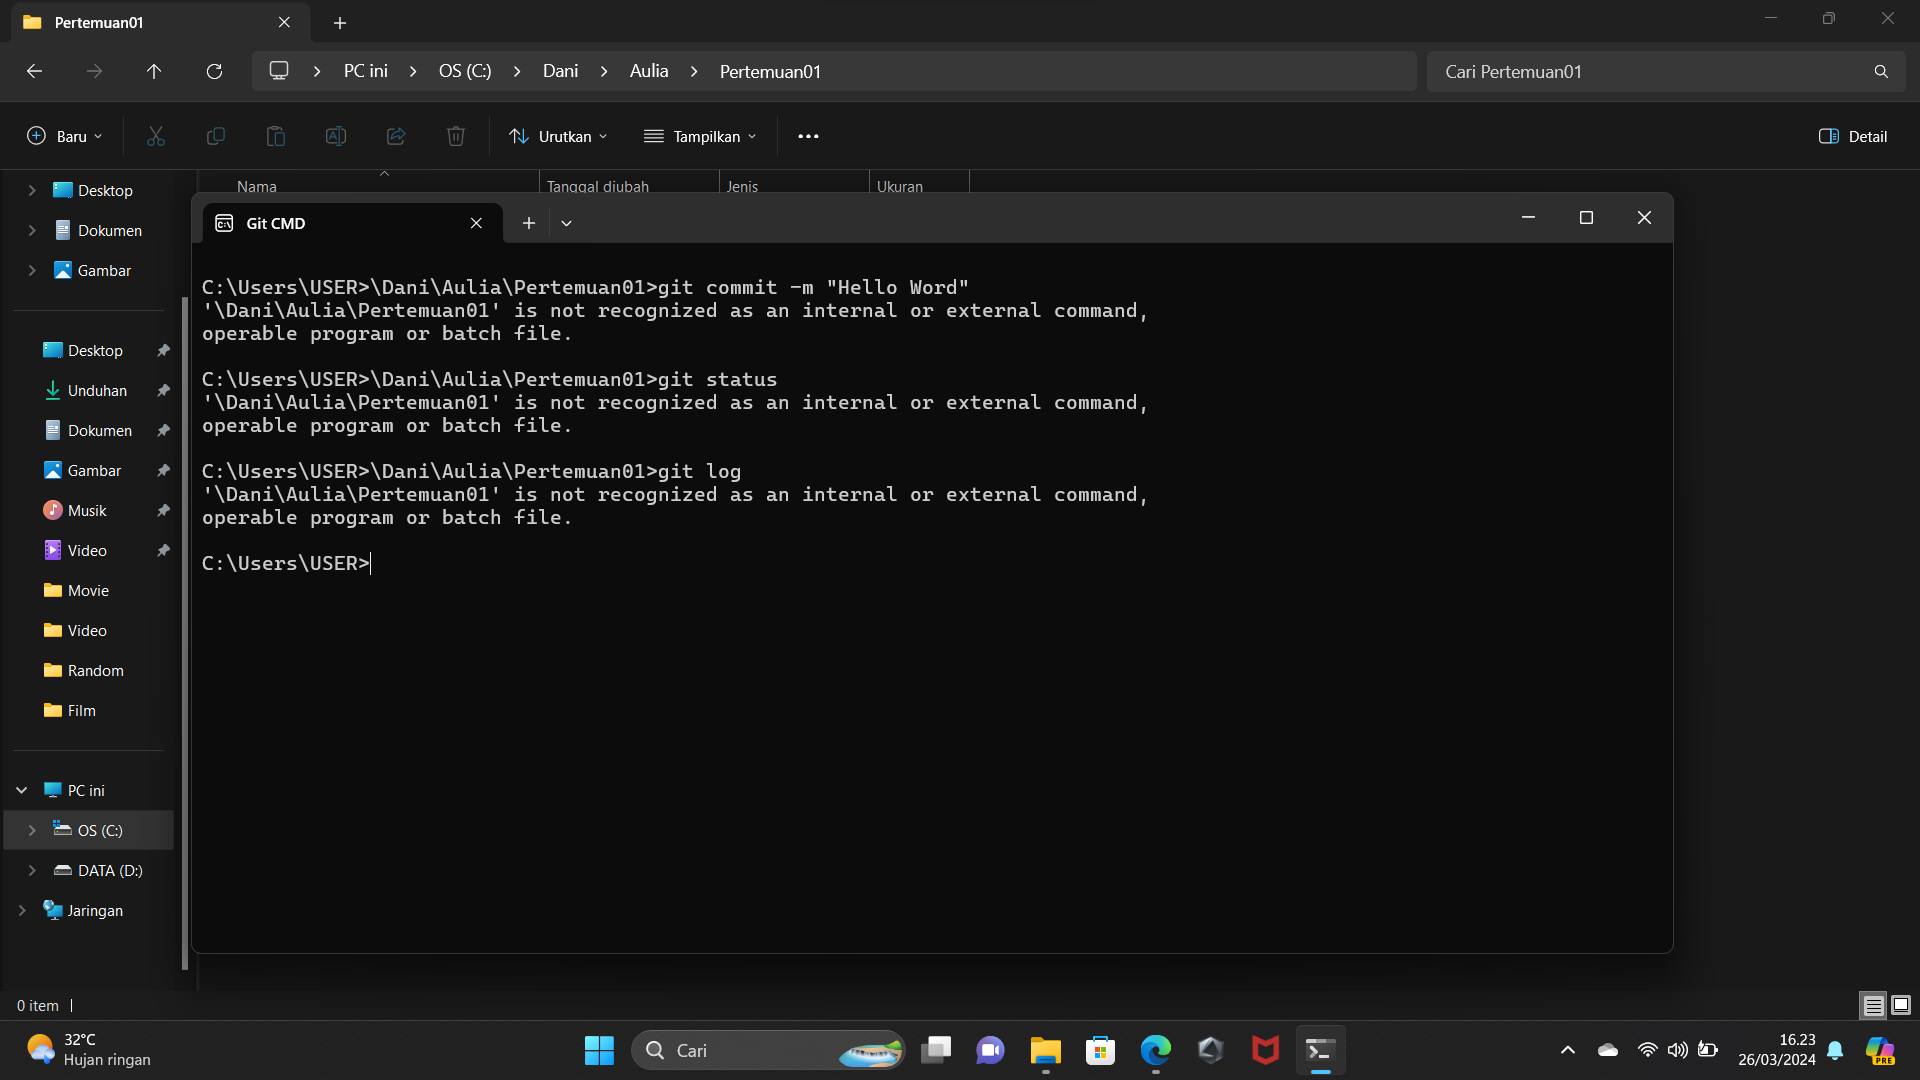 Pertemuan01
PC ini
OS (C:)
Dani
Aulia
Pertemuan01
Cari Pertemuan01
Baru
Urutkan
Tampilkan
Detail
Desktop
Dokumen
Gambar
Desktop
Unduhan
Dokumen
Gambar
Musik
Video
Movie
Video
Random
Film
PC ini
OS (C:)
DATA (D:)
Jaringan
Nama
Tanggal diubah
Jenis
Ukuran
Git CMD
C:\Users\USER>\Dani\Aulia\Pertemuan01>git commit -m "Hello Word"
'\Dani\Aulia\Pertemuan01' is not recognized as an internal or external command,
operable program or batch file.
C:\Users\USER>\Dani\Aulia\Pertemuan01>git status
'\Dani\Aulia\Pertemuan01' is not recognized as an internal or external command,
operable program or batch file.
C:\Users\USER>\Dani\Aulia\Pertemuan01>git log
'\Dani\Aulia\Pertemuan01' is not recognized as an internal or external command,
operable program or batch file.
C:\Users\USER>
0 item
32°C
Hujan ringan
Cari
16.23
26/03/2024
PRE